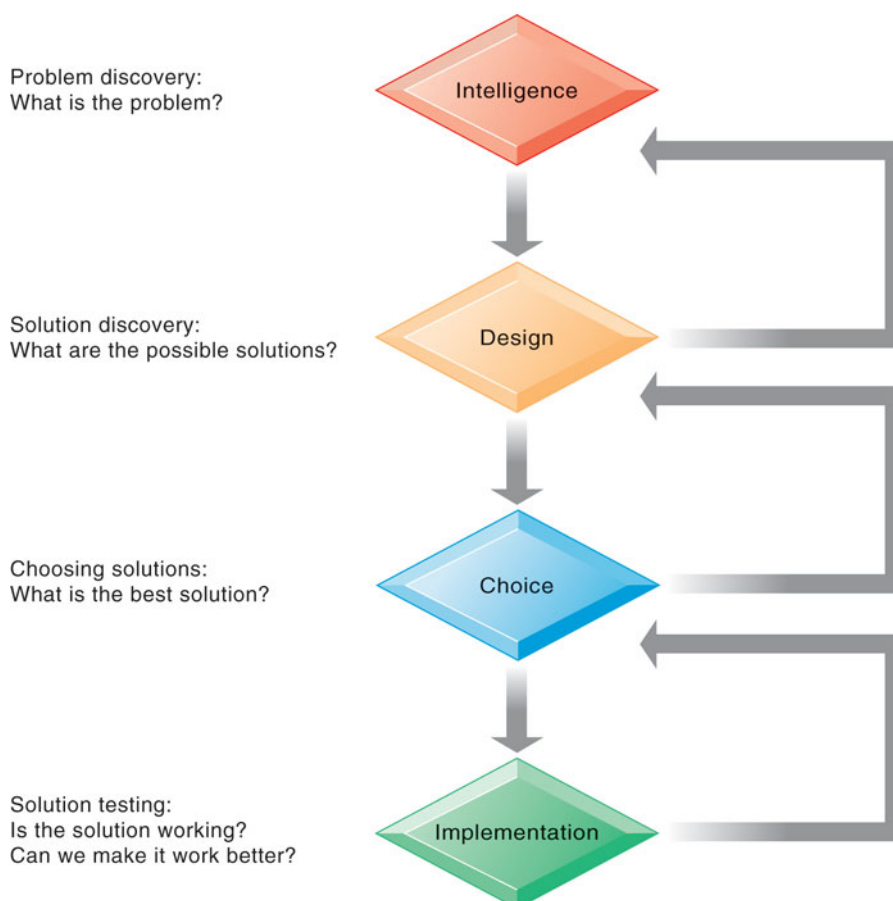 Problem discovery:
What is the problem?
Intelligence
Solution discovery:
What are the possible solutions?
Design
Choosing solutions:
What is the best solution?
Choice
Solution testing:
Is the solution working?
Can we make it work better?
Implementation